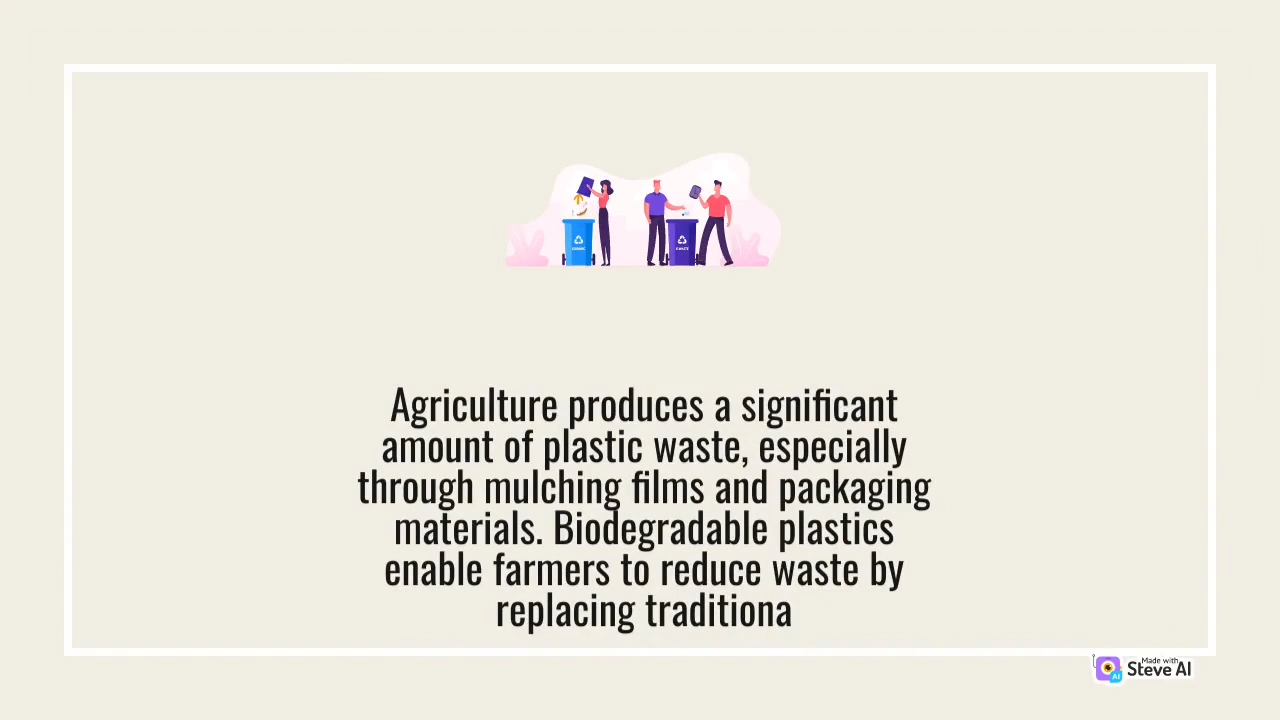 Agriculture produces a significant
amount of plastic waste, especially
through mulching films and packaging
materials. Biodegradable plastics
enable farmers to reduce waste by
replacing traditiona
Made with
Steve AI
AI